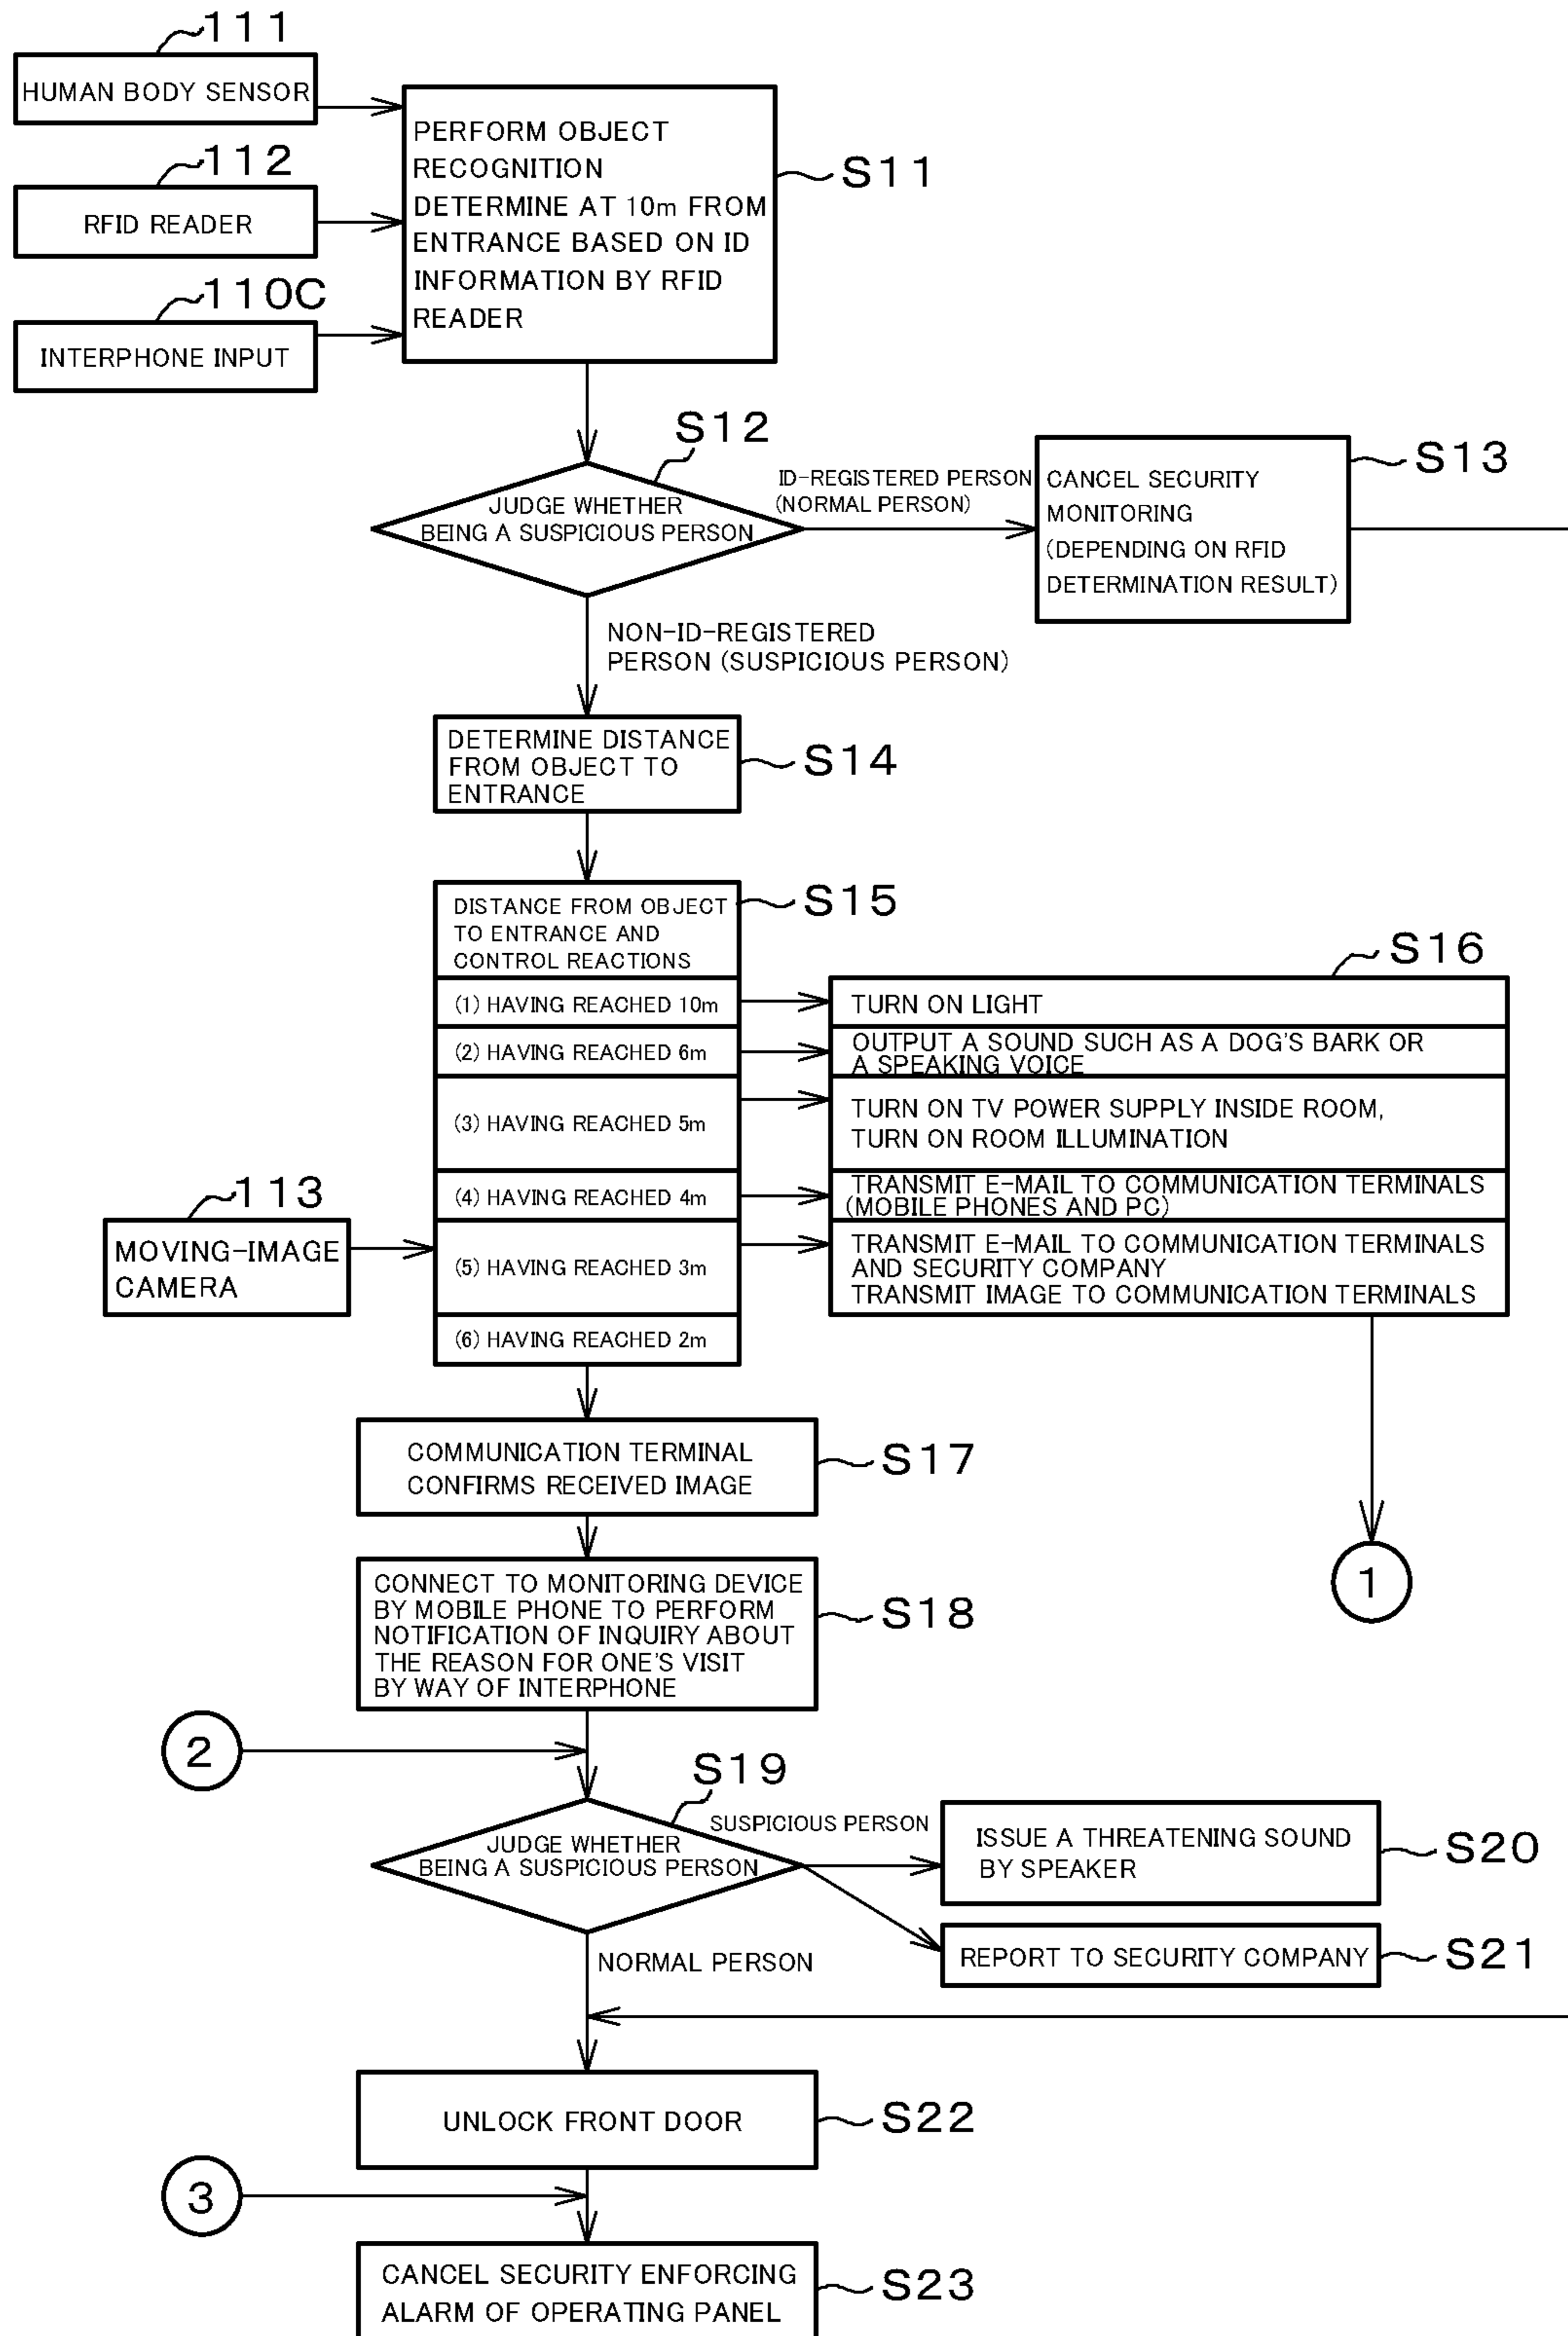 111
HUMAN BODY SENSOR
112
RFID READER
110C
INTERPHONE INPUT
PERFORM OBJECT
RECOGNITION
DETERMINE AT 10m FROM
ENTRANCE BASED ON ID
INFORMATION BY RFID
READER
S11
S12
JUDGE WHETHER
BEING A SUSPICIOUS PERSON
ID-REGISTERED PERSON
(NORMAL PERSON)
S13
CANCEL SECURITY
MONITORING
(DEPENDING ON RFID
DETERMINATION RESULT)
NON-ID-REGISTERED
PERSON (SUSPICIOUS PERSON)
DETERMINE DISTANCE
FROM OBJECT TO
ENTRANCE
S14
DISTANCE FROM OBJECT
TO ENTRANCE AND
CONTROL REACTIONS
S15
S16
(1) HAVING REACHED 10m
TURN ON LIGHT
(2) HAVING REACHED 6m
OUTPUT A SOUND SUCH AS A DOG'S BARK OR
A SPEAKING VOICE
(3) HAVING REACHED 5m
TURN ON TV POWER SUPPLY INSIDE ROOM,
TURN ON ROOM ILLUMINATION
(4) HAVING REACHED 4m
TRANSMIT E-MAIL TO COMMUNICATION TERMINALS
(MOBILE PHONES AND PC)
113
MOVING-IMAGE
CAMERA
(5) HAVING REACHED 3m
TRANSMIT E-MAIL TO COMMUNICATION TERMINALS
AND SECURITY COMPANY
TRANSMIT IMAGE TO COMMUNICATION TERMINALS
(6) HAVING REACHED 2m
COMMUNICATION TERMINAL
CONFIRMS RECEIVED IMAGE
S17
1
CONNECT TO MONITORING DEVICE
BY MOBILE PHONE TO PERFORM
NOTIFICATION OF INQUIRY ABOUT
THE REASON FOR ONE'S VISIT
BY WAY OF INTERPHONE
S18
2
S19
JUDGE WHETHER
BEING A SUSPICIOUS PERSON
SUSPICIOUS PERSON
ISSUE A THREATENING SOUND
BY SPEAKER
S20
REPORT TO SECURITY COMPANY
S21
NORMAL PERSON
UNLOCK FRONT DOOR
S22
3
CANCEL SECURITY ENFORCING
ALARM OF OPERATING PANEL
S23